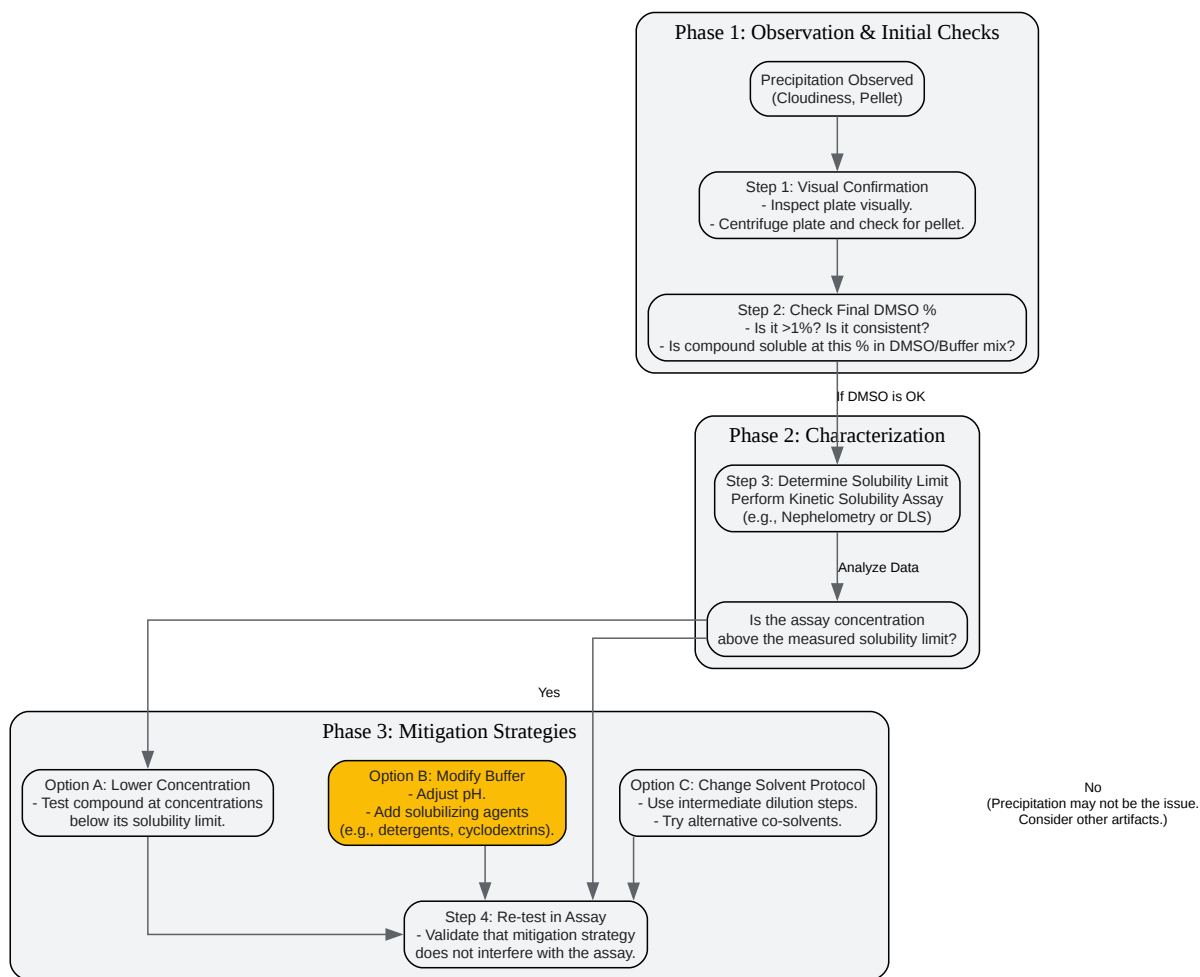 Phase 1: Observation & Initial Checks
Precipitation Observed
(Cloudiness, Pellet)
Step 1: Visual Confirmation
- Inspect plate visually.
- Centrifuge plate and check for pellet.
Step 2: Check Final DMSO %
- Is it >1%? Is it consistent?
- Is compound soluble at this % in DMSO/Buffer mix?
If DMSO is OK
Phase 2: Characterization
Step 3: Determine Solubility Limit
Perform Kinetic Solubility Assay
(e.g., Nephelometry or DLS)
Analyze Data
Is the assay concentration
above the measured solubility limit?
Yes
Phase 3: Mitigation Strategies
Option A: Lower Concentration
- Test compound at concentrations
below its solubility limit.
Option B: Modify Buffer
- Adjust pH.
- Add solubilizing agents
(e.g., detergents, cyclodextrins).
Option C: Change Solvent Protocol
- Use intermediate dilution steps.
- Try alternative co-solvents.
No
(Precipitation may not be the issue.
Consider other artifacts.)
Step 4: Re-test in Assay
- Validate that mitigation strategy
does not interfere with the assay.